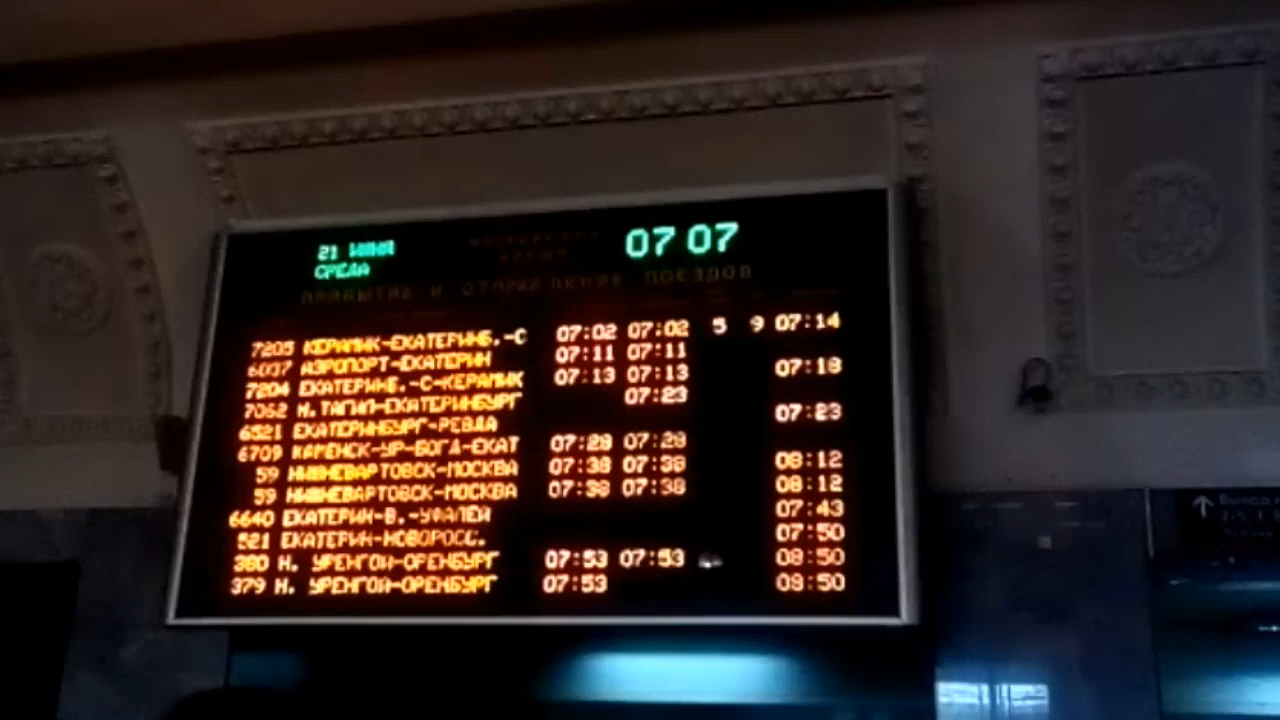 21
СРЕДА
07 07
ПРИБЫТИЕ И ОТПРАВЛЕНИЕ ПОЕЗДОВ
7205 КЕРАМИК-ЕКАТЕРИНБ.-С 07:02 07:02 5 9 07:14
6037 АЭРОПОРТ-ЕКАТЕРИН 07:11 07:11
7204 ЕКАТЕРИНБ.-С-КЕРАМИК 07:13 07:13 07:18
7062 Н.ТАГИЛ-ЕКАТЕРИНБУРГ 07:23
6521 ЕКАТЕРИНБУРГ-РЕВДА 07:23
6709 КАМЕНСК-УР-БОГД-ЕКАТ 07:28 07:28
59 НИЖНЕВАРТОВСК-МОСКВА 07:38 07:38 08:12
59 НИЖНЕВАРТОВСК-МОСКВА 07:38 07:38 08:12
6640 ЕКАТЕРИН-В.-УФАЛЕЙ 07:43
521 ЕКАТЕРИН-НОВОРОСС. 07:50
380 Н. УРЕНГОЙ-ОРЕНБУРГ 07:53 07:53 08:50
379 Н. УРЕНГОЙ-ОРЕНБУРГ 07:53 08:50